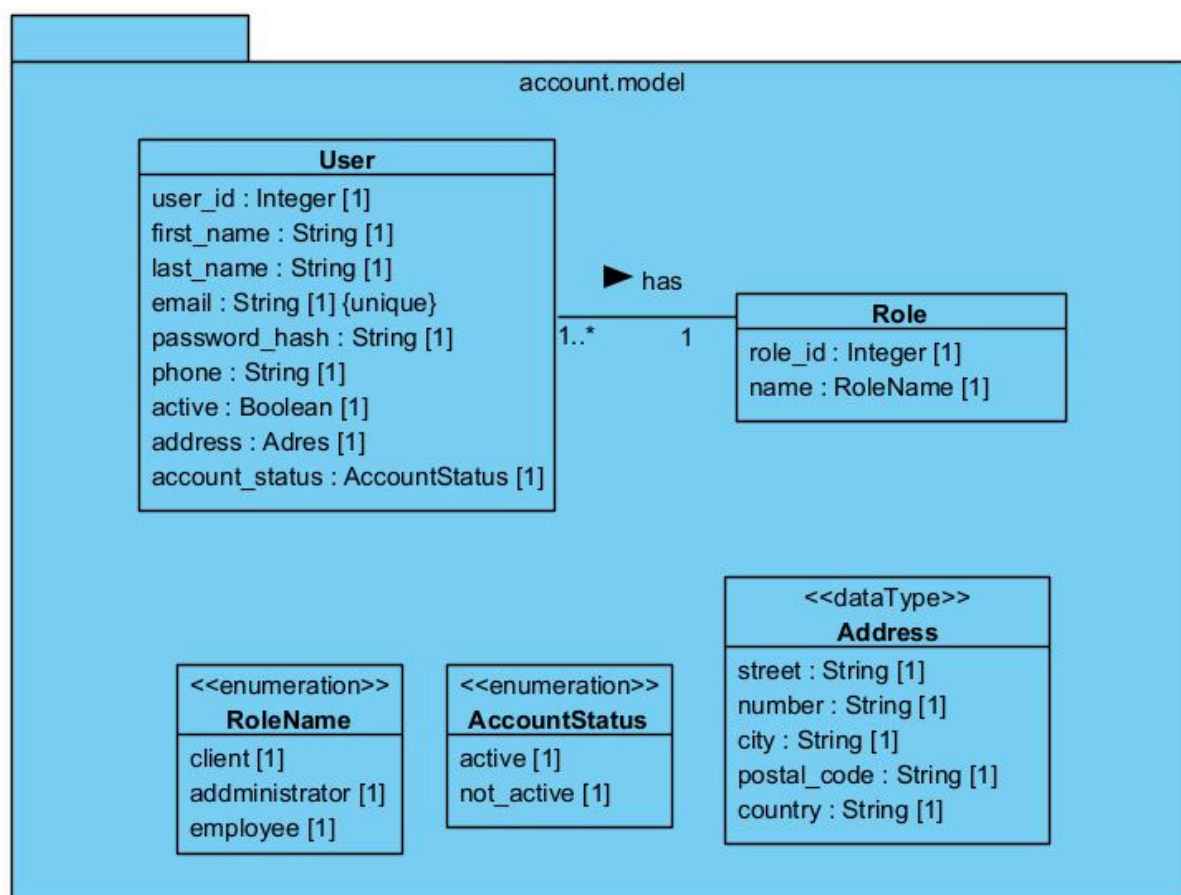 account.model
User
user_id : Integer [1]
first_name : String [1]
last_name : String [1]
email : String [1] {unique}
password_hash : String [1]
phone : String [1]
active : Boolean [1]
address : Adres [1]
account_status : AccountStatus [1]
has
1..* 1
Role
role_id : Integer [1]
name : RoleName [1]
<<enumeration>>
RoleName
client [1]
addministrator [1]
employee [1]
<<enumeration>>
AccountStatus
active [1]
not_active [1]
<<dataType>>
Address
street : String [1]
number : String [1]
city : String [1]
postal_code : String [1]
country : String [1]